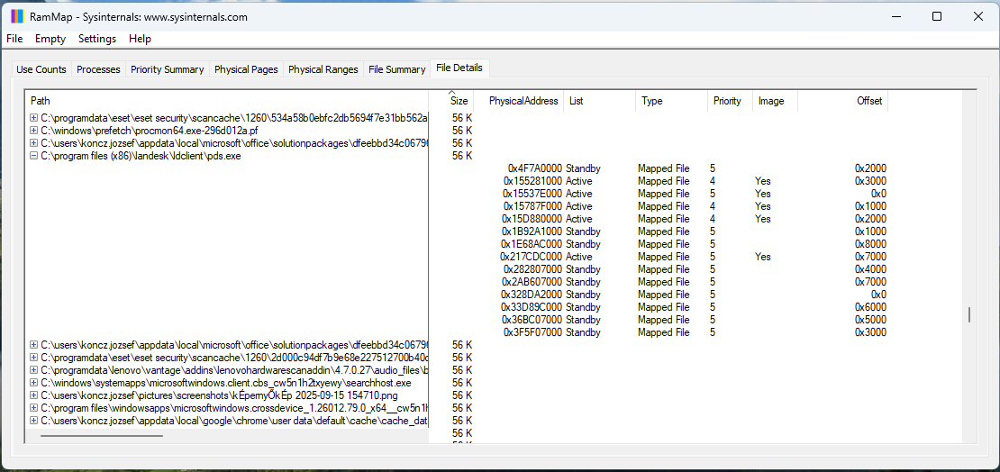 RamMap - Sysinternals: www.sysinternals.com
File Empty Settings Help
Use Counts Processes Priority Summary Physical Pages Physical Ranges File Summary File Details
Path Size PhysicalAddress List Type Priority Image Offset
C:\programdata\eset\eset security\scancache\1260\534a58b0ebfc2db5694f7e31bb562a 56 K
C:\windows\prefetch\procmon64.exe-296d012a.pf 56 K
C:\users\koncz.jozsef\appdata\local\microsoft\office\solutionpackages\dfeebbd34c06796 56 K
C:\program files (x86)\landesk\ldclient\pds.exe 56 K
0x4F7A0000 Standby Mapped File 5 0x2000
0x155281000 Active Mapped File 4 Yes 0x3000
0x15537E000 Active Mapped File 5 Yes 0x0
0x15787F000 Active Mapped File 4 Yes 0x1000
0x15D880000 Active Mapped File 4 Yes 0x2000
0x1B92A1000 Standby Mapped File 5 0x1000
0x1E68AC000 Standby Mapped File 5 0x8000
0x217CDC000 Active Mapped File 5 Yes 0x7000
0x282807000 Standby Mapped File 5 0x4000
0x2AB607000 Standby Mapped File 5 0x7000
0x328DA2000 Standby Mapped File 5 0x0
0x33D89C000 Standby Mapped File 5 0x6000
0x36BC07000 Standby Mapped File 5 0x5000
0x3F5F07000 Standby Mapped File 5 0x3000
C:\users\koncz.jozsef\appdata\local\microsoft\office\solutionpackages\dfeebbd34c06796 56 K
C:\programdata\eset\eset security\scancache\1260\2d000c94df7b9e68e227512700b40c 56 K
C:\programdata\lenovo\vantage\addins\lenovohardwarescanaddin\4.7.0.27\audio_files\b 56 K
C:\windows\systemapps\microsoftwindows.client.cbs_cw5n1h2txyewy\searchhost.exe 56 K
C:\users\koncz.jozsef\pictures\screenshots\kÉpernyŐkÉp 2025-09-15 154710.png 56 K
C:\program files\windowsapps\microsoftwindows.crossdevice_1.26012.79.0_x64__cw5n1h 56 K
C:\users\koncz.jozsef\appdata\local\google\chrome\user data\default\cache\cache_dat 56 K
56 K
56 K